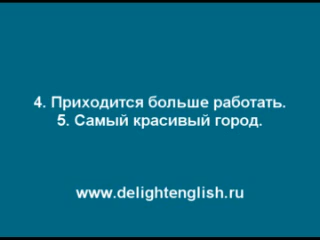 4. Приходится больше работать.
5. Самый красивый город.
www.delightenglish.ru